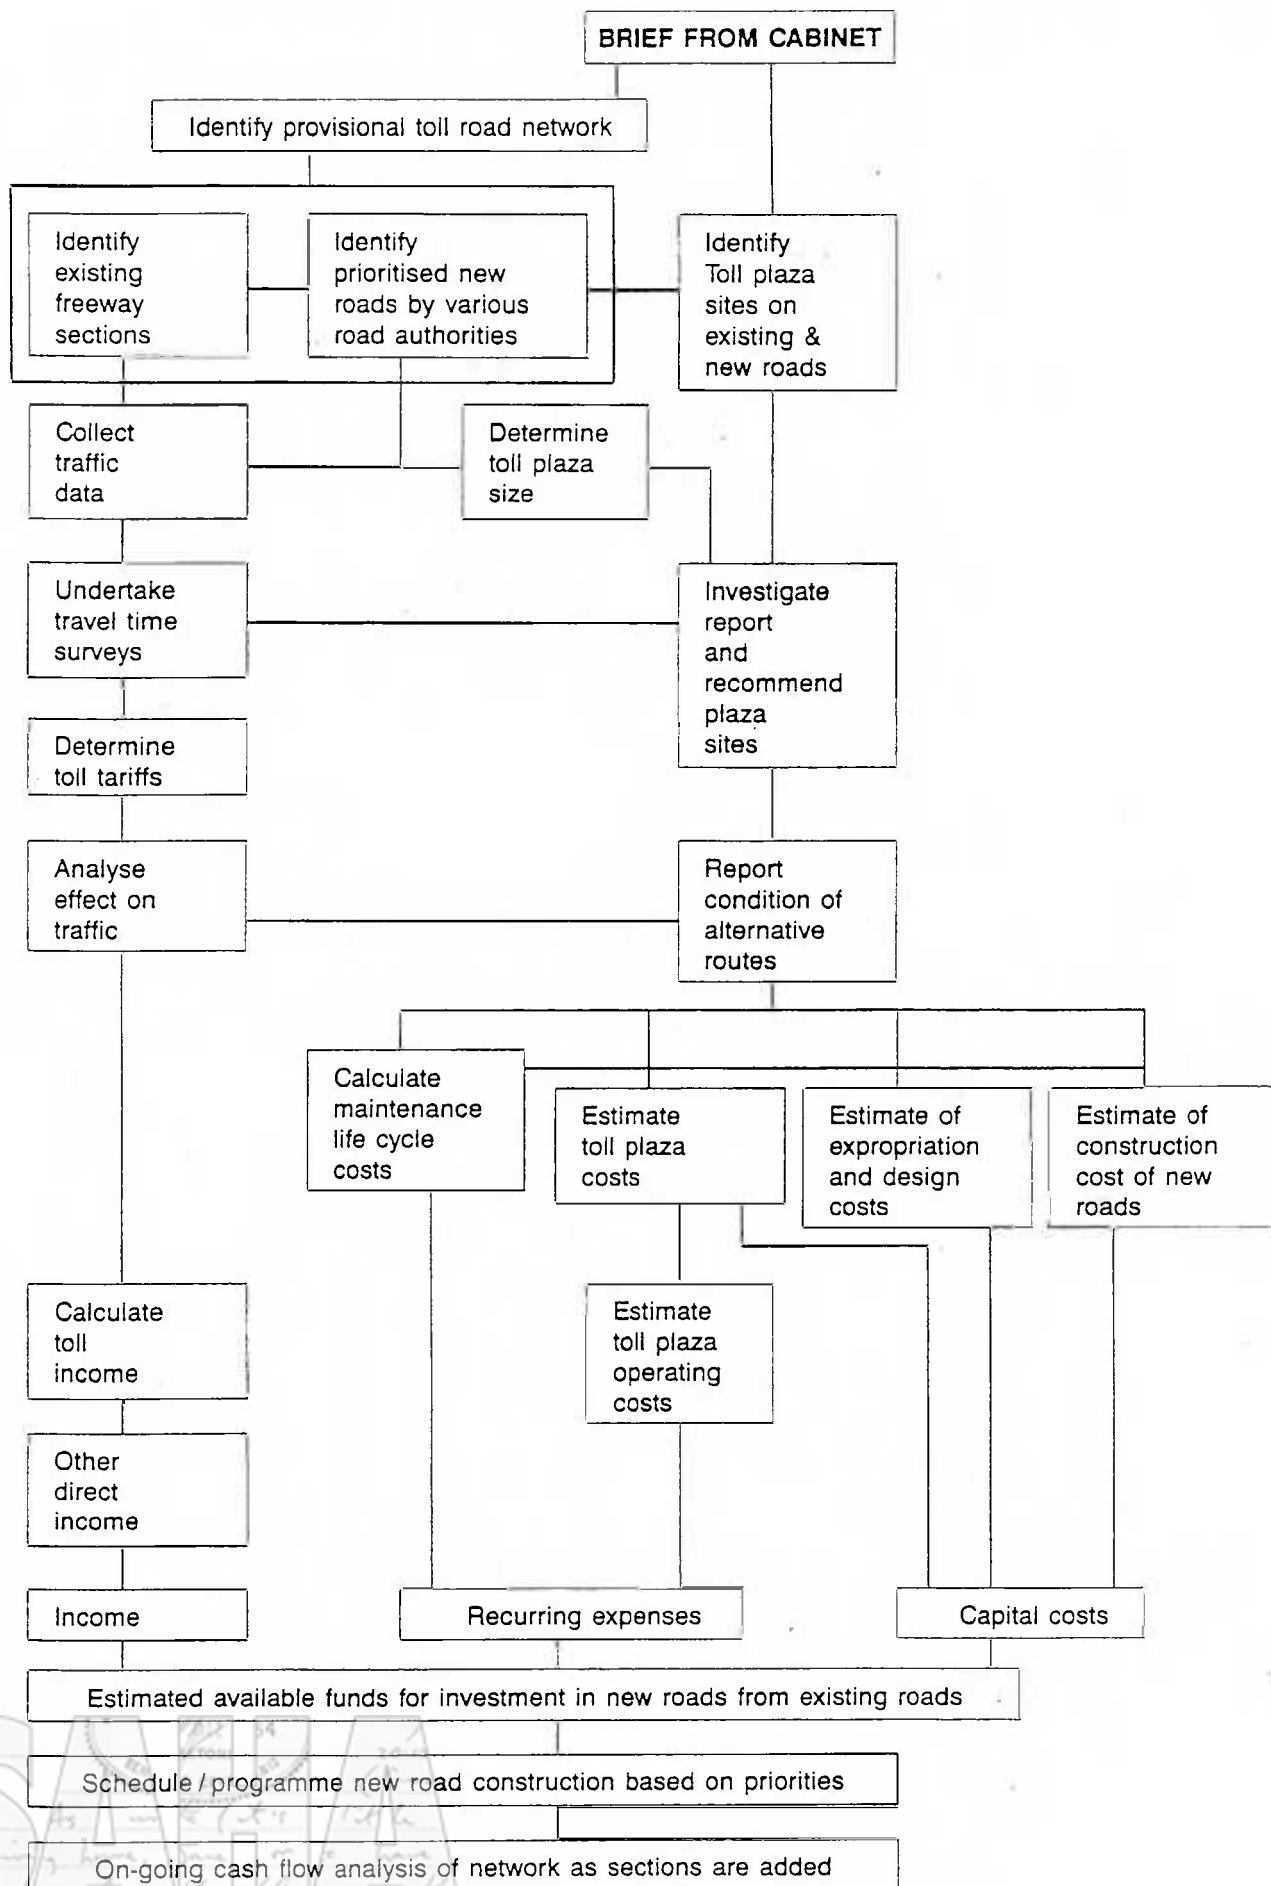 BRIEF FROM CABINET
Identify provisional toll road network
Identify
existing
freeway
sections
Identify
prioritised new
roads by various
road authorities
Identify
Toll plaza
sites on
existing &
new roads
Collect
traffic
data
Determine
toll plaza
size
Undertake
travel time
surveys
Investigate
report
and
recommend
plaza
sites
Determine
toll tariffs
Analyse
effect on
traffic
Report
condition of
alternative
routes
Calculate
maintenance
life cycle
costs
Estimate
toll plaza
costs
Estimate of
expropriation
and design
costs
Estimate of
construction
cost of new
roads
Calculate
toll
income
Estimate
toll plaza
operating
costs
Other
direct
income
Income
Recurring expenses
Capital costs
Estimated available funds for investment in new roads from existing roads
Schedule / programme new road construction based on priorities
On-going cash flow analysis of network as sections are added